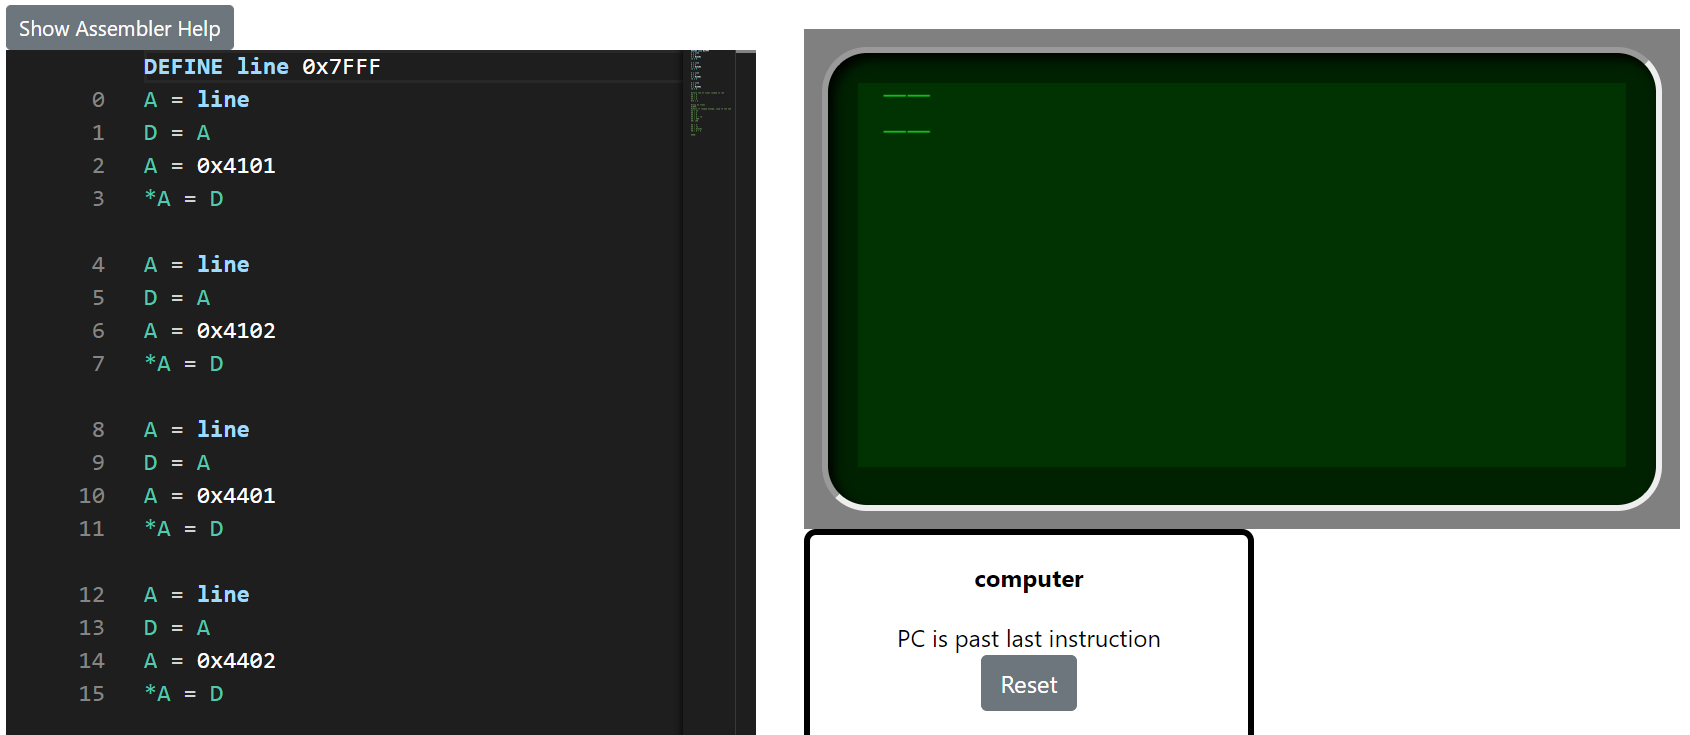 Show Assembler Help
DEFINE line 0x7FFF
0 A = line
1 D = A
2 A = 0x4101
3 *A = D
4 A = line
5 D = A
6 A = 0x4102
7 *A = D
8 A = line
9 D = A
10 A = 0x4401
11 *A = D
12 A = line
13 D = A
14 A = 0x4402
15 *A = D
computer
PC is past last instruction
Reset